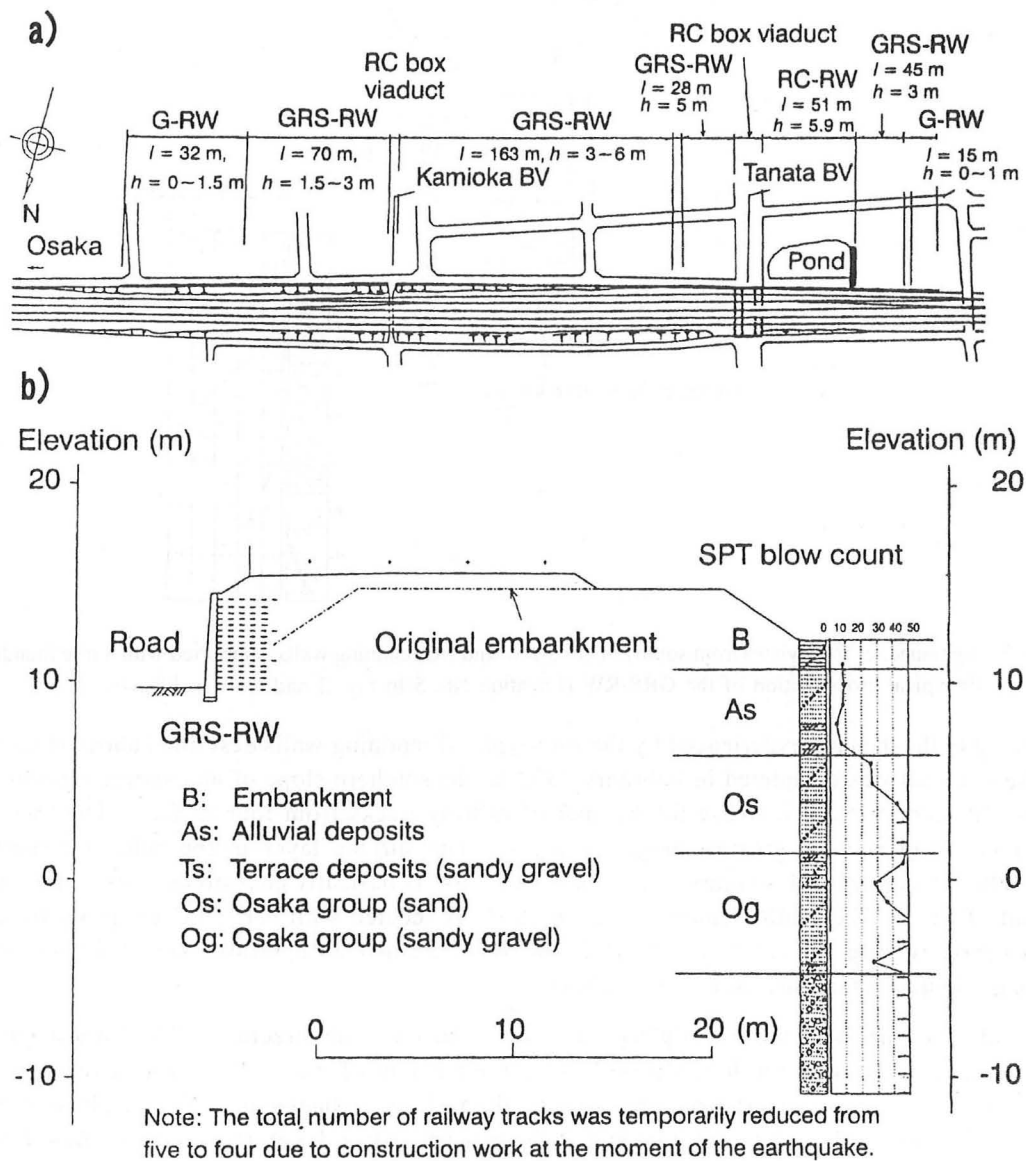 a)
RC box viaduct
GRS-RW
l = 45 m
h = 3 m
RC box
viaduct
GRS-RW
l = 28 m
h = 5 m
RC-RW
l = 51 m
h = 5.9 m
G-RW
l = 32 m,
h = 0~1.5 m
GRS-RW
l = 70 m,
h = 1.5~3 m
GRS-RW
l = 163 m, h = 3~6 m
G-RW
l = 15 m
h = 0~1 m
Kamioka BV
Tanata BV
N
Osaka
Pond
b)
Elevation (m)
Elevation (m)
20
20
SPT blow count
Road
Original embankment
B
0 10 20 30 40 50
10
10
As
GRS-RW
B: Embankment
As: Alluvial deposits
Ts: Terrace deposits (sandy gravel)
Os: Osaka group (sand)
Og: Osaka group (sandy gravel)
Os
0
0
Og
0 10 20 (m)
-10
-10
Note: The total number of railway tracks was temporarily reduced from
five to four due to construction work at the moment of the earthquake.